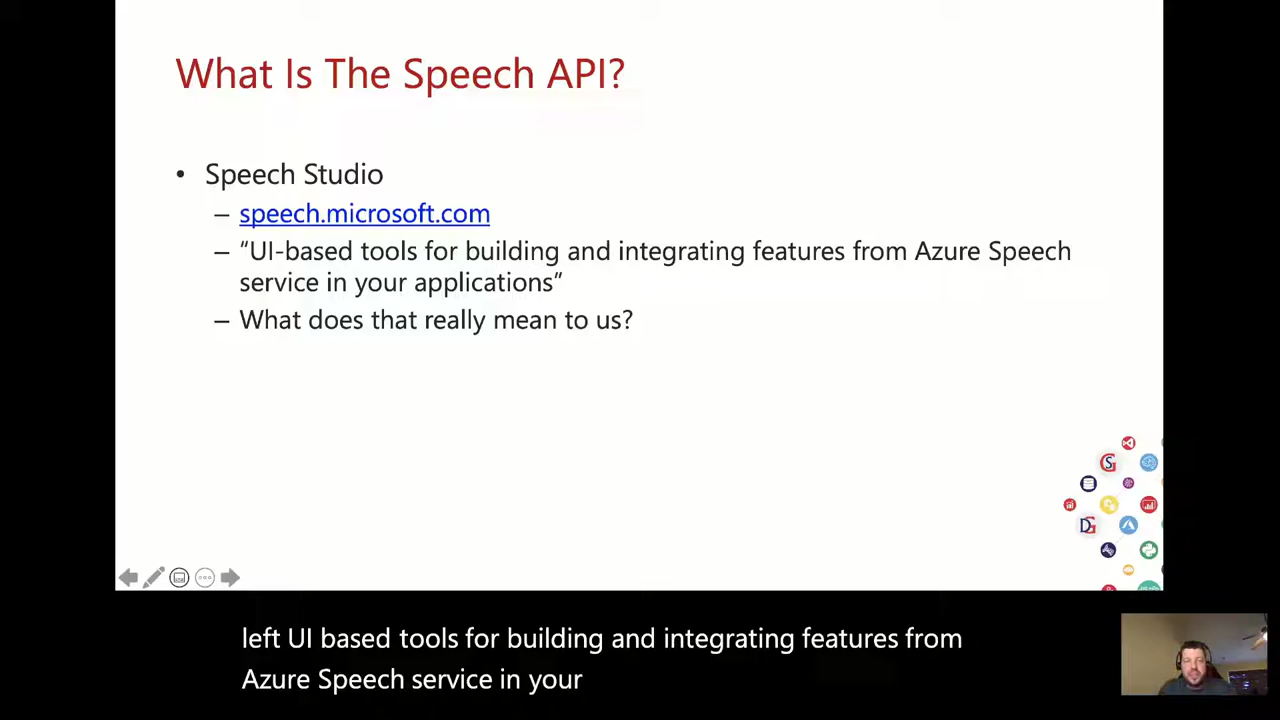 What Is The Speech API?
• Speech Studio
– speech.microsoft.com
– “UI-based tools for building and integrating features from Azure Speech
service in your applications”
– What does that really mean to us?
GS
DG
left UI based tools for building and integrating features from
Azure Speech service in your